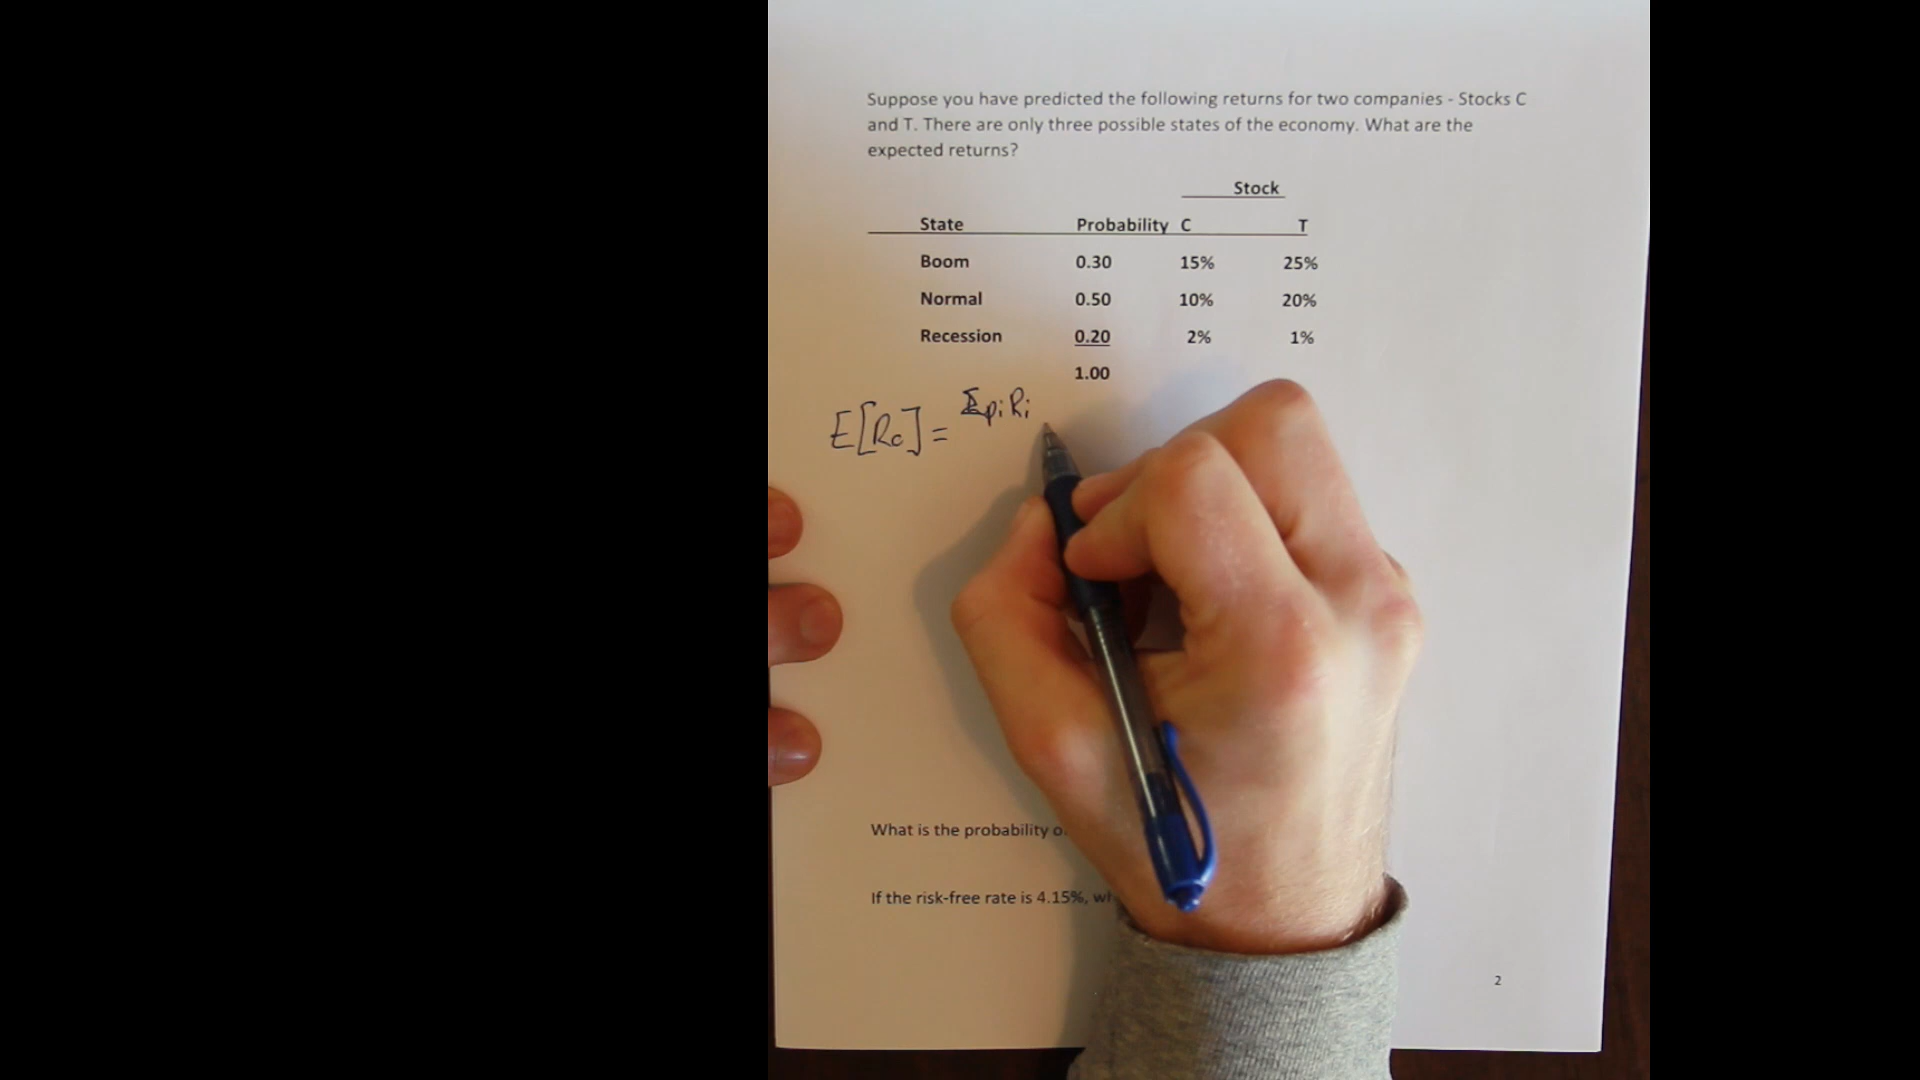 Suppose you have predicted the following returns for two companies - Stocks C
and T. There are only three possible states of the economy. What are the
expected returns?
Stock
State Probability C T
Boom 0.30 15% 25%
Normal 0.50 10% 20%
Recession 0.20 2% 1%
1.00
E[Rc] = Σpi Ri
What is the probability
If the risk-free rate is 4.15%,
2